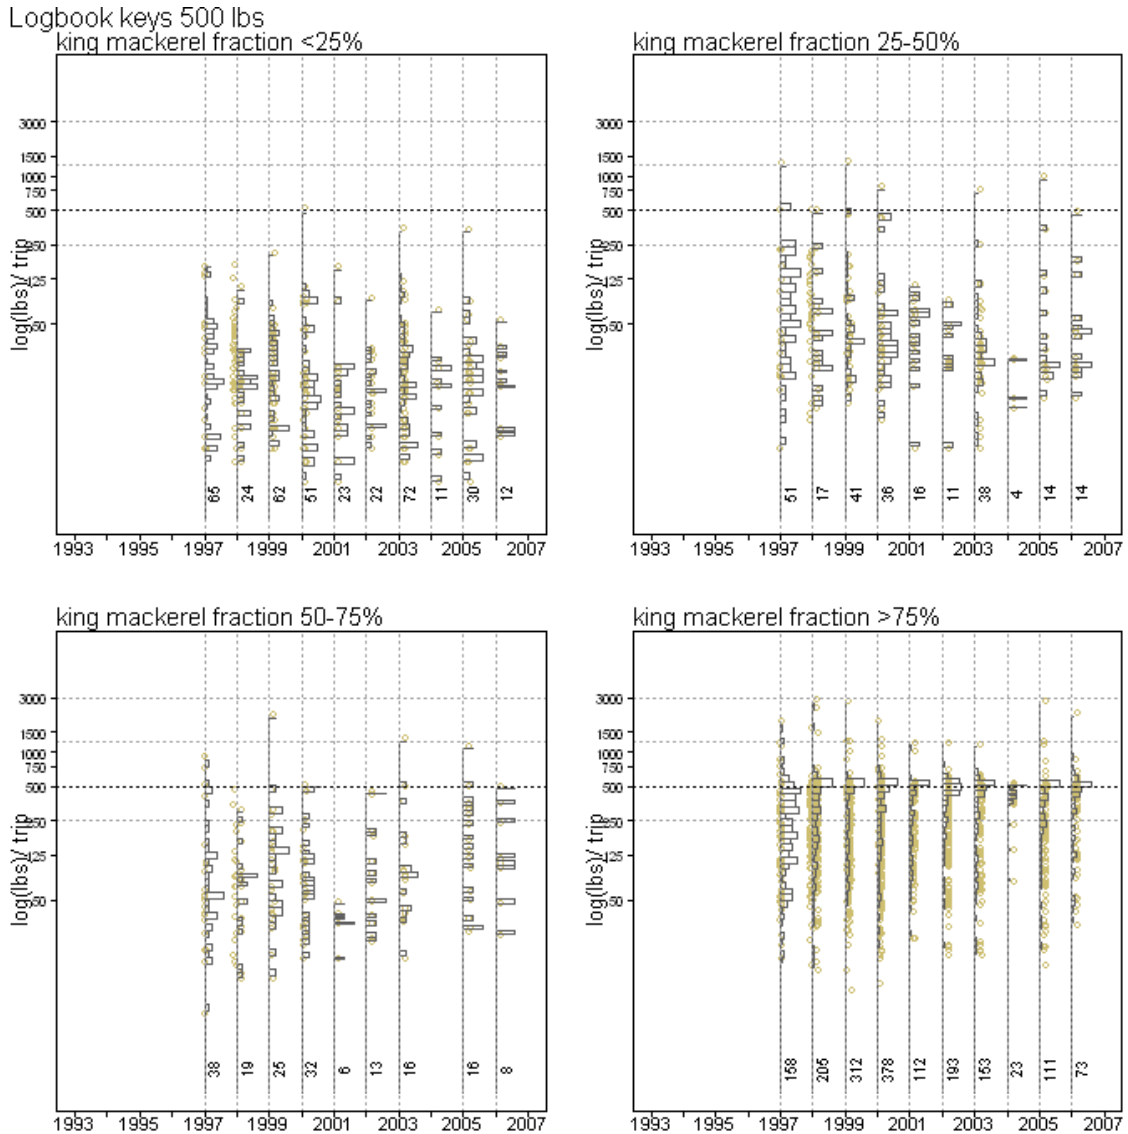 Logbook keys 500 lbs
king mackerel fraction <25%
king mackerel fraction 25-50%
3000
1500
1000
750
500
250
125
50
log(lbs)/ trip
65 24 62 51 23 22 72 11 30 12
1993 1995 1997 1999 2001 2003 2005 2007
3000
1500
1000
750
500
250
125
50
log(lbs)/ trip
51 17 41 36 16 11 38 4 14 14
1993 1995 1997 1999 2001 2003 2005 2007
king mackerel fraction 50-75%
king mackerel fraction >75%
3000
1500
1000
750
500
250
125
50
log(lbs)/ trip
38 19 25 32 6 13 16 16 8
1993 1995 1997 1999 2001 2003 2005 2007
3000
1500
1000
750
500
250
125
50
log(lbs)/ trip
158 205 312 378 112 193 153 23 111 73
1993 1995 1997 1999 2001 2003 2005 2007